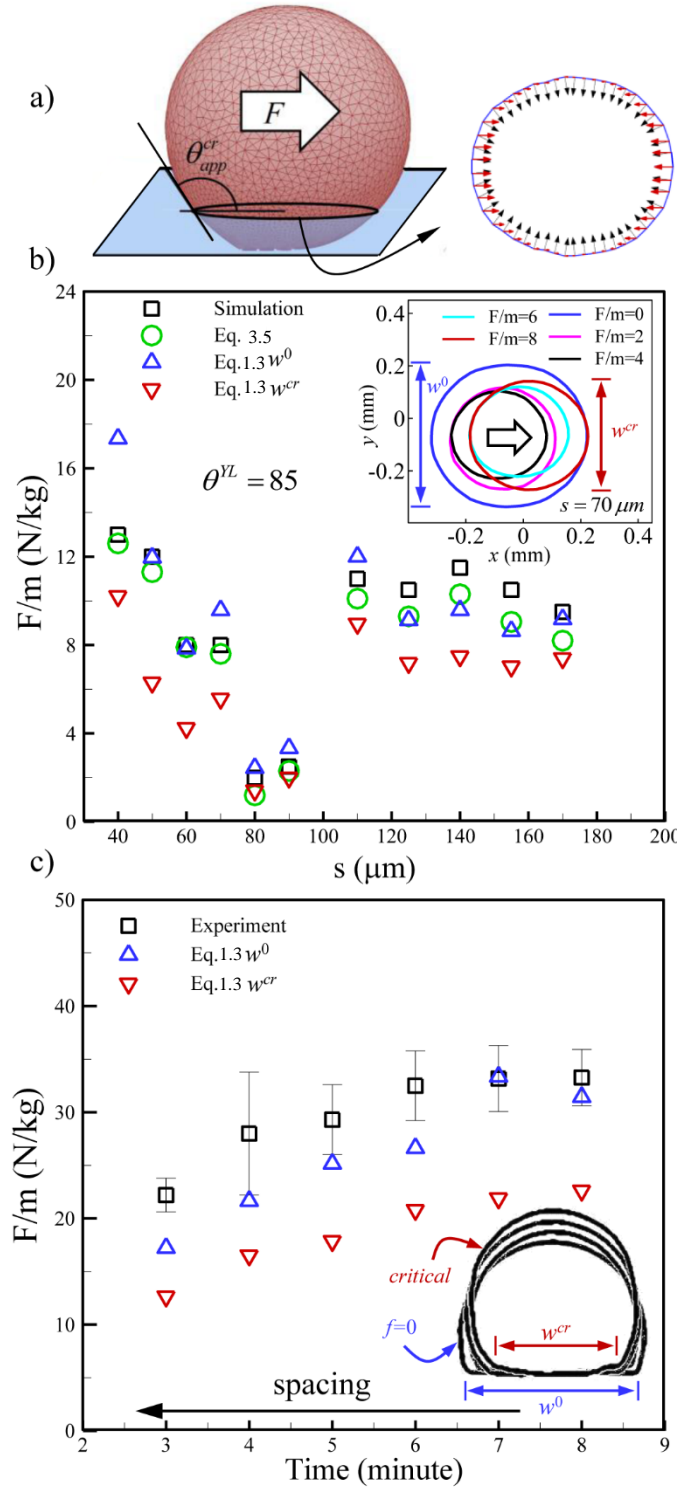 a)
F
θ^{cr}_{app}
b)
24
20
16
12
8
4
0
F/m (N/kg)
Simulation
Eq. 3.5
Eq.1.3 w^0
Eq.1.3 w^{cr}
θ^{YL} = 85
0.4
0.2
0
-0.2
y (mm)
F/m=6
F/m=0
F/m=8
F/m=2
F/m=4
w^0
w^{cr}
s = 70 μm
-0.2 0 0.2 0.4
x (mm)
40 60 80 100 120 140 160 180 200
s (μm)
c)
50
40
30
20
10
0
F/m (N/kg)
Experiment
Eq.1.3 w^0
Eq.1.3 w^{cr}
critical
f=0
w^{cr}
w^0
spacing
2 3 4 5 6 7 8 9
Time (minute)